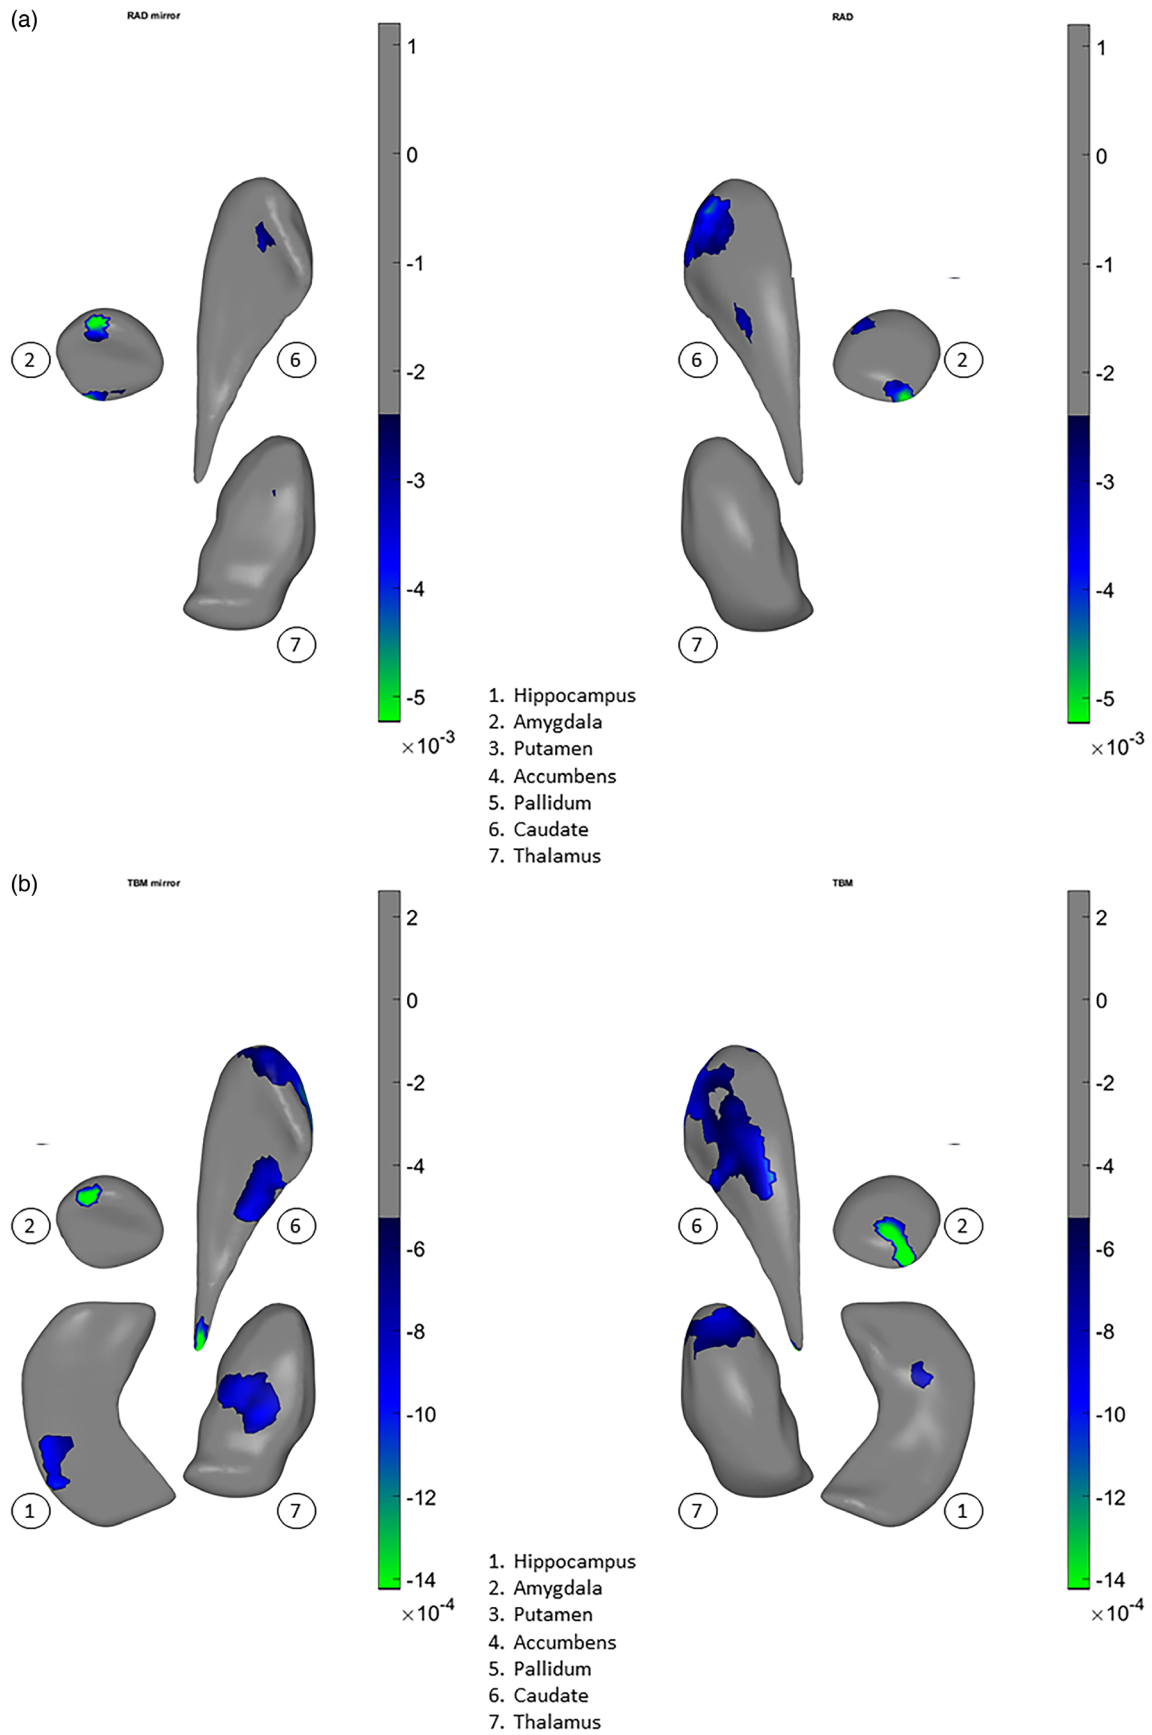 (a)
RAD mirror
RAD
1
0
-1
-2
-3
-4
-5
×10-3
1
0
-1
-2
-3
-4
-5
×10-3
2
6
7
6
2
7
1. Hippocampus
2. Amygdala
3. Putamen
4. Accumbens
5. Pallidum
6. Caudate
7. Thalamus
(b)
TBM mirror
TBM
2
0
-2
-4
-6
-8
-10
-12
-14
×10-4
2
0
-2
-4
-6
-8
-10
-12
-14
×10-4
2
6
1
7
6
2
7
1
1. Hippocampus
2. Amygdala
3. Putamen
4. Accumbens
5. Pallidum
6. Caudate
7. Thalamus